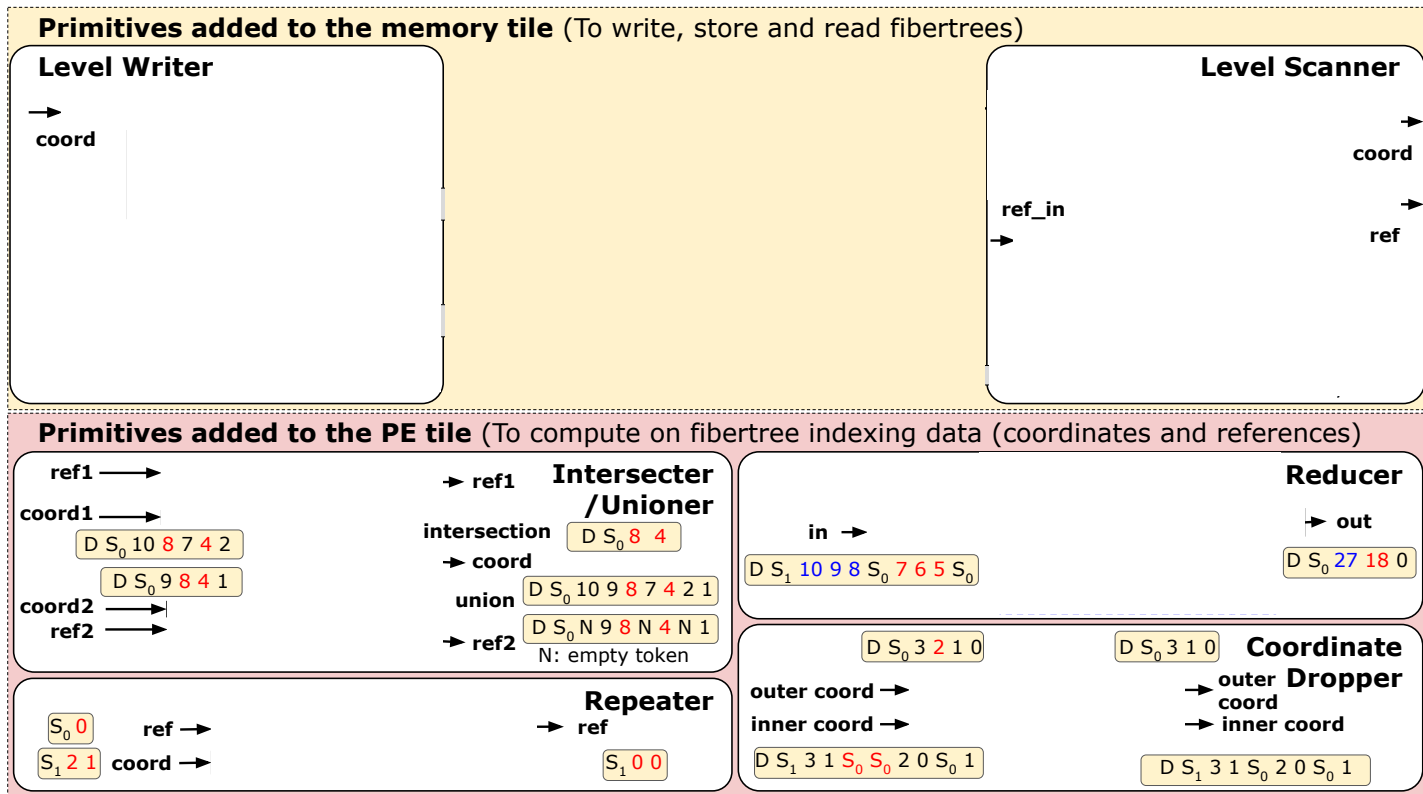 Primitives added to the memory tile (To write, store and read fibertrees)
Level Writer
coord
Level Scanner
coord
ref_in
ref
Primitives added to the PE tile (To compute on fibertree indexing data (coordinates and references)
Intersecter
/Unioner
ref1
coord1
D S0 10 8 7 4 2
D S0 9 8 4 1
coord2
ref2
ref1
intersection
D S0 8 4
coord
union
D S0 10 9 8 7 4 2 1
D S0 N 9 8 N 4 N 1
ref2
N: empty token
Reducer
in
D S1 10 9 8 S0 7 6 5 S0
out
D S0 27 18 0
Repeater
S0 0
ref
S1 2 1
coord
ref
S1 0 0
Coordinate
Dropper
D S0 3 2 1 0
outer coord
inner coord
D S1 3 1 S0 S0 2 0 S0 1
D S0 3 1 0
outer
coord
inner coord
D S1 3 1 S0 2 0 S0 1